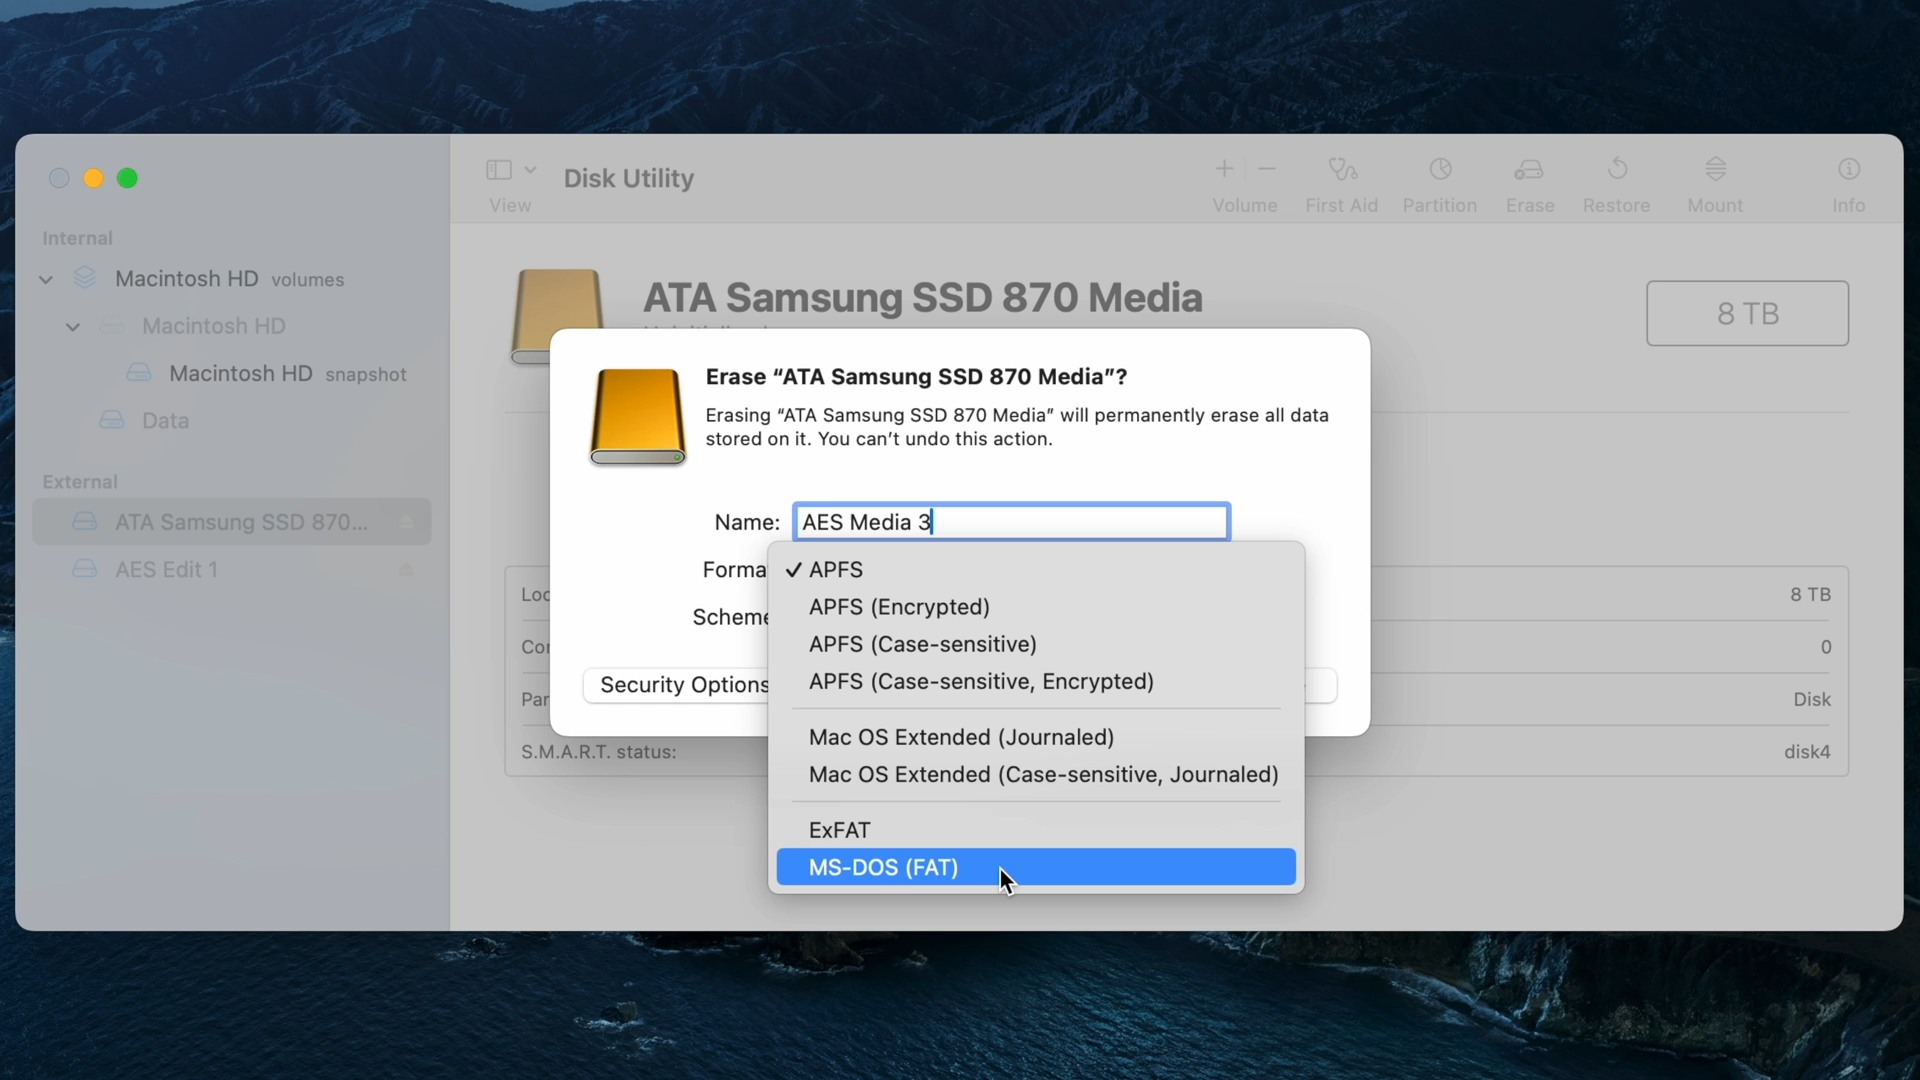 Disk Utility
View
Volume
First Aid
Partition
Erase
Restore
Mount
Info
Internal
Macintosh HD volumes
Macintosh HD
Macintosh HD snapshot
Data
External
ATA Samsung SSD 870...
AES Edit 1
ATA Samsung SSD 870 Media
8 TB
Erase “ATA Samsung SSD 870 Media”?
Erasing “ATA Samsung SSD 870 Media” will permanently erase all data
stored on it. You can’t undo this action.
Name: AES Media 3
Forma
Scheme
Security Options
✓ APFS
APFS (Encrypted)
APFS (Case-sensitive)
APFS (Case-sensitive, Encrypted)
Mac OS Extended (Journaled)
Mac OS Extended (Case-sensitive, Journaled)
ExFAT
MS-DOS (FAT)
Loc
8 TB
Con
0
Par
Disk
S.M.A.R.T. status:
disk4